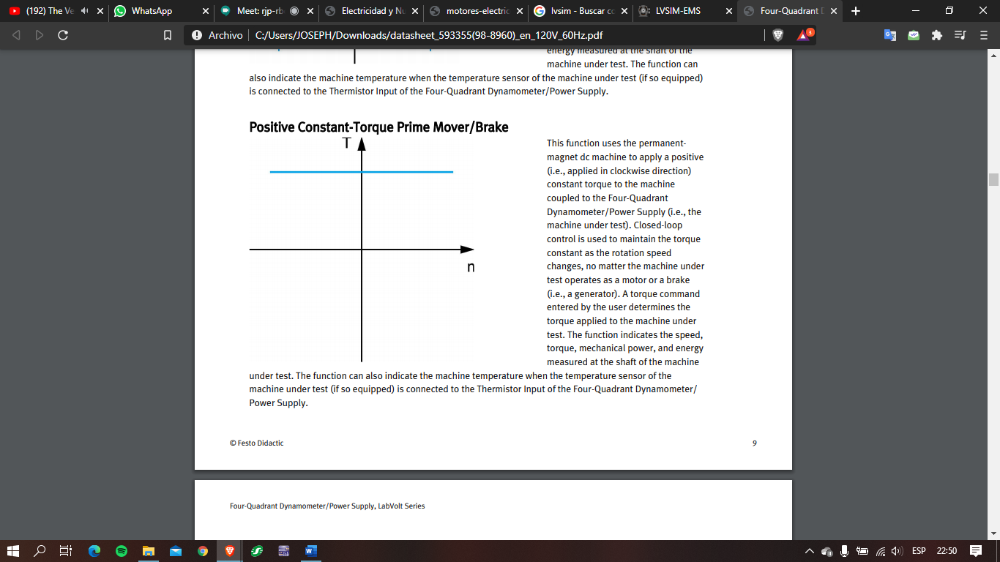 (192) The Ve
WhatsApp
Meet: rjp-rb
Electricidad y Nu
motores-electric
lvsim - Buscar co
LVSIM-EMS
Four-Quadrant D
Archivo
C:/Users/JOSEPH/Downloads/datasheet_593355(98-8960)_en_120V_60Hz.pdf
3
energy measured at the shaft of the
machine under test. The function can
also indicate the machine temperature when the temperature sensor of the machine under test (if so equipped)
is connected to the Thermistor Input of the Four-Quadrant Dynamometer/Power Supply.
Positive Constant-Torque Prime Mover/Brake
T
n
This function uses the permanent-
magnet dc machine to apply a positive
(i.e., applied in clockwise direction)
constant torque to the machine
coupled to the Four-Quadrant
Dynamometer/Power Supply (i.e., the
machine under test). Closed-loop
control is used to maintain the torque
constant as the rotation speed
changes, no matter the machine under
test operates as a motor or a brake
(i.e., a generator). A torque command
entered by the user determines the
torque applied to the machine under
test. The function indicates the speed,
torque, mechanical power, and energy
measured at the shaft of the machine
under test. The function can also indicate the machine temperature when the temperature sensor of the
machine under test (if so equipped) is connected to the Thermistor Input of the Four-Quadrant Dynamometer/
Power Supply.
© Festo Didactic
9
Four-Quadrant Dynamometer/Power Supply, LabVolt Series
ESP
22:50